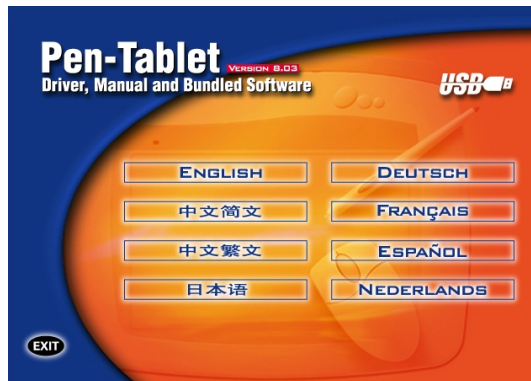 Pen-Tablet VERSION 8.03
Driver, Manual and Bundled Software
USB
ENGLISH
DEUTSCH
中文简文
FRANÇAIS
中文繁文
ESPAÑOL
日本语
NEDERLANDS
EXIT